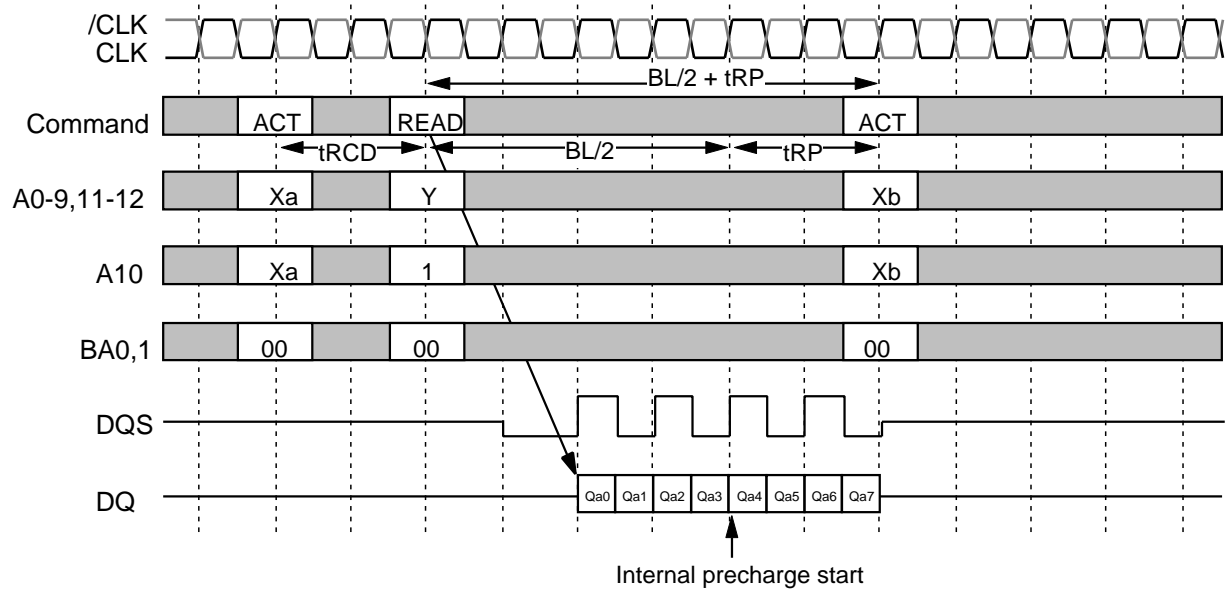 /CLK
CLK
BL/2 + tRP
Command ACT READ ACT
tRCD BL/2 tRP
A0-9,11-12 Xa Y Xb
A10 Xa 1 Xb
BA0,1 00 00 00
DQS
DQ Qa0 Qa1 Qa2 Qa3 Qa4 Qa5 Qa6 Qa7
Internal precharge start